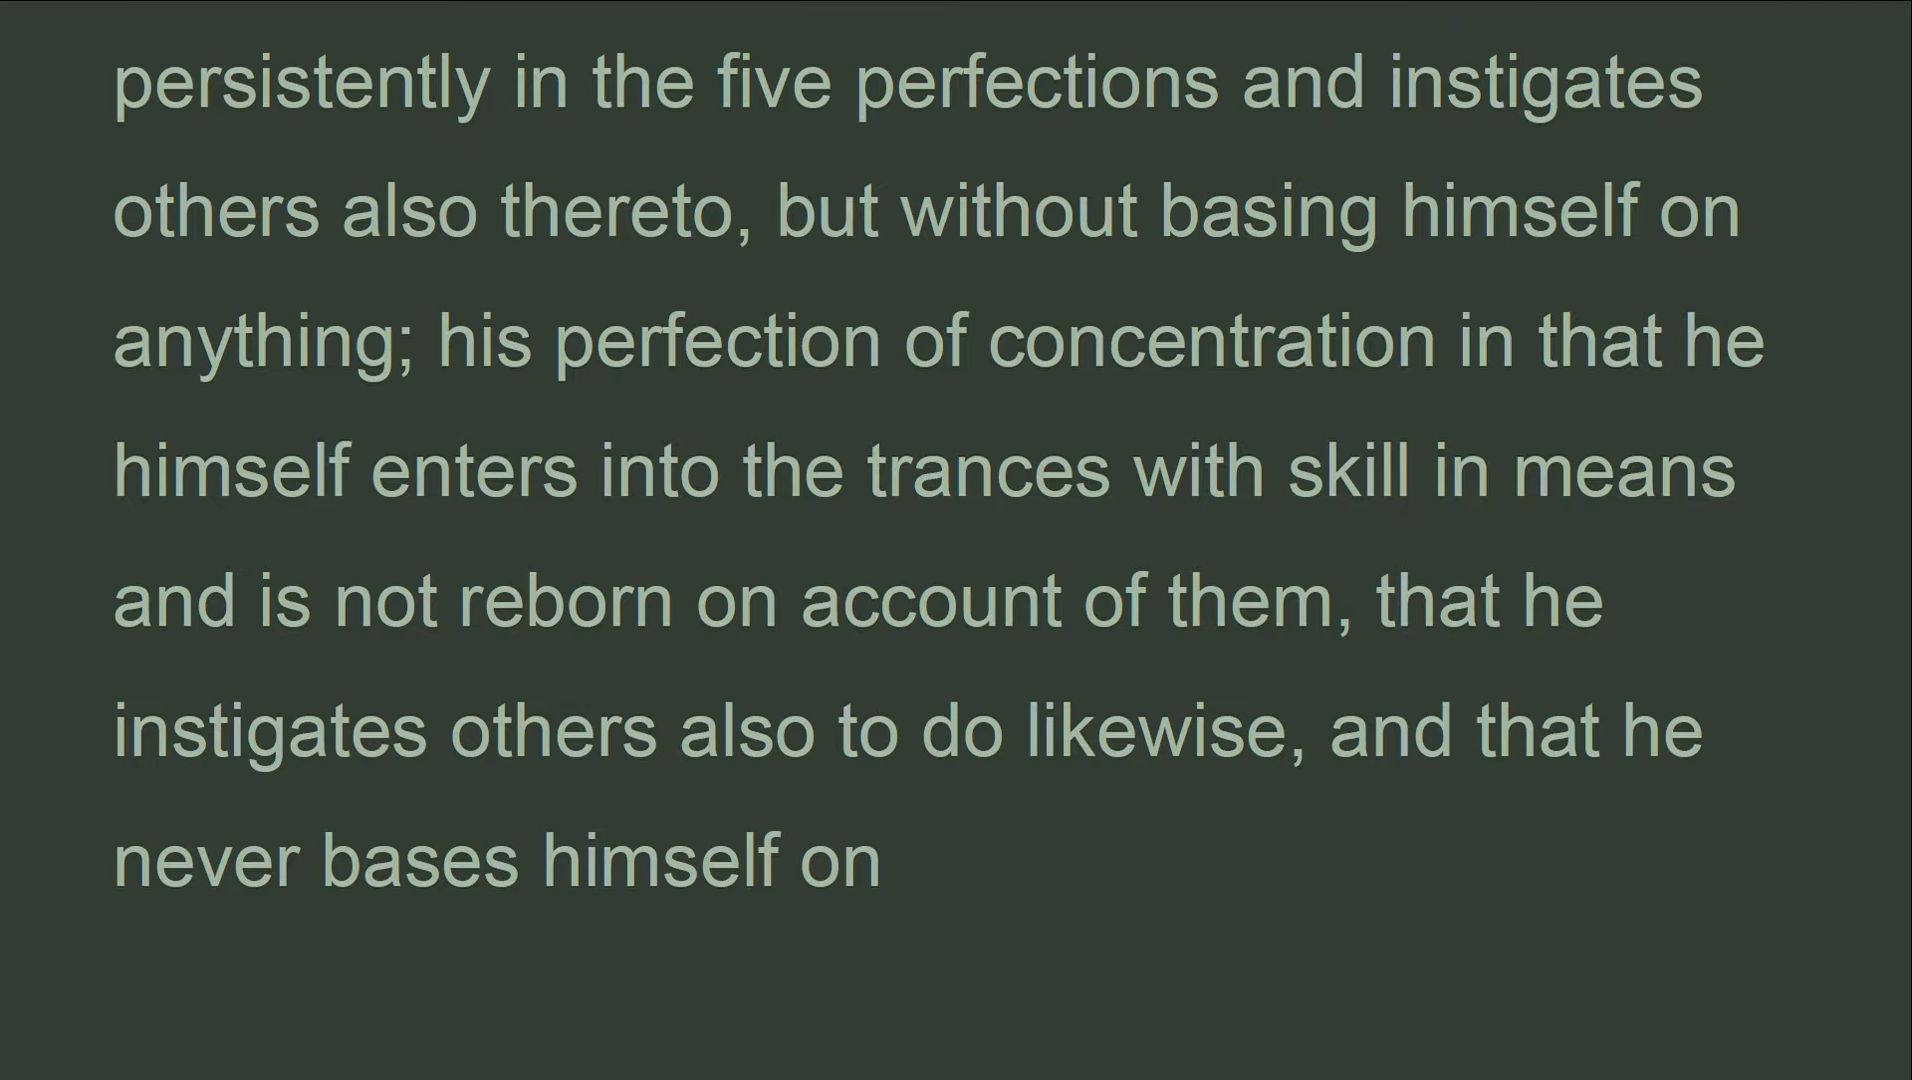 persistently in the five perfections and instigates
others also thereto, but without basing himself on
anything; his perfection of concentration in that he
himself enters into the trances with skill in means
and is not reborn on account of them, that he
instigates others also to do likewise, and that he
never bases himself on